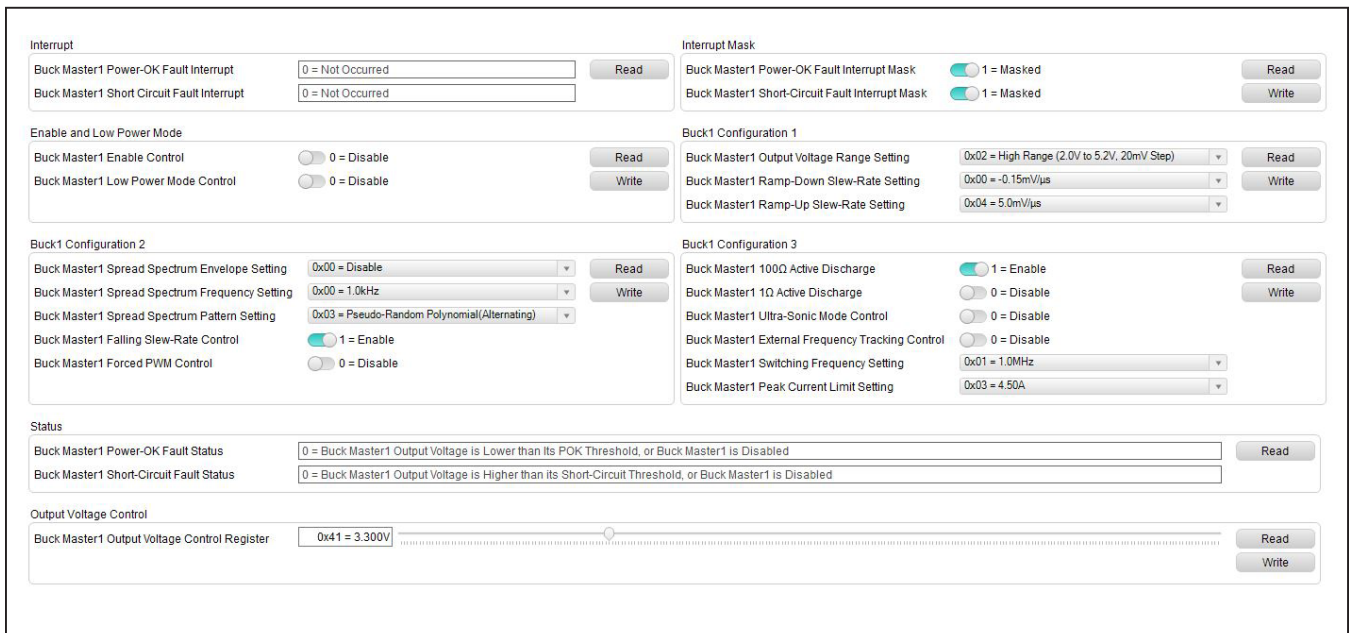 Interrupt
Buck Master1 Power-OK Fault Interrupt 0 = Not Occurred Read
Buck Master1 Short Circuit Fault Interrupt 0 = Not Occurred
Interrupt Mask
Buck Master1 Power-OK Fault Interrupt Mask 1 = Masked Read
Buck Master1 Short-Circuit Fault Interrupt Mask 1 = Masked Write
Enable and Low Power Mode
Buck Master1 Enable Control 0 = Disable Read
Buck Master1 Low Power Mode Control 0 = Disable Write
Buck1 Configuration 1
Buck Master1 Output Voltage Range Setting 0x02 = High Range (2.0V to 5.2V, 20mV Step) Read
Buck Master1 Ramp-Down Slew-Rate Setting 0x00 = -0.15mV/µs Write
Buck Master1 Ramp-Up Slew-Rate Setting 0x04 = 5.0mV/µs
Buck1 Configuration 2
Buck Master1 Spread Spectrum Envelope Setting 0x00 = Disable Read
Buck Master1 Spread Spectrum Frequency Setting 0x00 = 1.0kHz Write
Buck Master1 Spread Spectrum Pattern Setting 0x03 = Pseudo-Random Polynomial(Alternating)
Buck Master1 Falling Slew-Rate Control 1 = Enable
Buck Master1 Forced PWM Control 0 = Disable
Buck1 Configuration 3
Buck Master1 100Ω Active Discharge 1 = Enable Read
Buck Master1 1Ω Active Discharge 0 = Disable Write
Buck Master1 Ultra-Sonic Mode Control 0 = Disable
Buck Master1 External Frequency Tracking Control 0 = Disable
Buck Master1 Switching Frequency Setting 0x01 = 1.0MHz
Buck Master1 Peak Current Limit Setting 0x03 = 4.50A
Status
Buck Master1 Power-OK Fault Status 0 = Buck Master1 Output Voltage is Lower than Its POK Threshold, or Buck Master1 is Disabled Read
Buck Master1 Short-Circuit Fault Status 0 = Buck Master1 Output Voltage is Higher than its Short-Circuit Threshold, or Buck Master1 is Disabled
Output Voltage Control
Buck Master1 Output Voltage Control Register 0x41 = 3.300V Read
Write